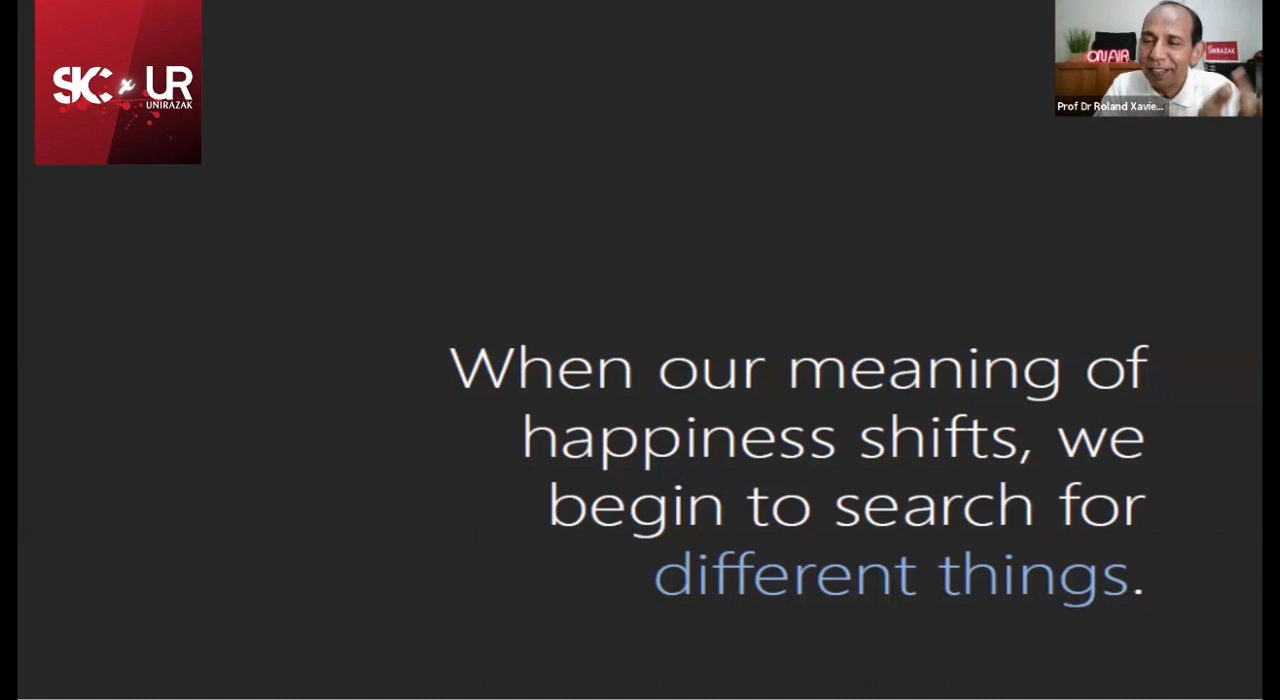 SKC x UR
UNIRAZAK
ON AIR
UNIRAZAK
Prof Dr Roland Xavie...
When our meaning of
happiness shifts, we
begin to search for
different things.